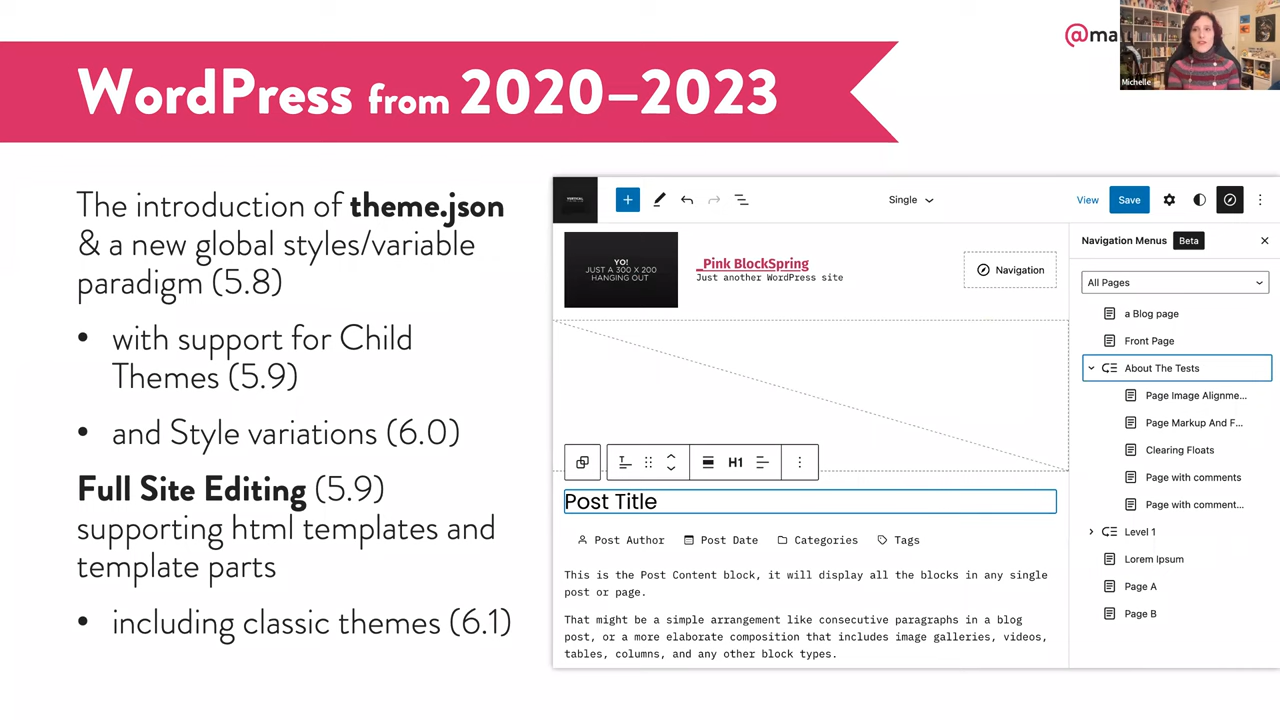 @ma
Michelle
WordPress from 2020–2023
The introduction of theme.json
& a new global styles/variable
paradigm (5.8)
• with support for Child
Themes (5.9)
• and Style variations (6.0)
Full Site Editing (5.9)
supporting html templates and
template parts
• including classic themes (6.1)
Single
View
Save
YO!
JUST A 300 X 200
HANGING OUT
_Pink BlockSpring
Just another WordPress site
Navigation
H1
Post Title
Post Author
Post Date
Categories
Tags
This is the Post Content block, it will display all the blocks in any single
post or page.
That might be a simple arrangement like consecutive paragraphs in a blog
post, or a more elaborate composition that includes image galleries, videos,
tables, columns, and any other block types.
Navigation Menus Beta
All Pages
a Blog page
Front Page
About The Tests
Page Image Alignme...
Page Markup And F...
Clearing Floats
Page with comments
Page with comment...
Level 1
Lorem Ipsum
Page A
Page B